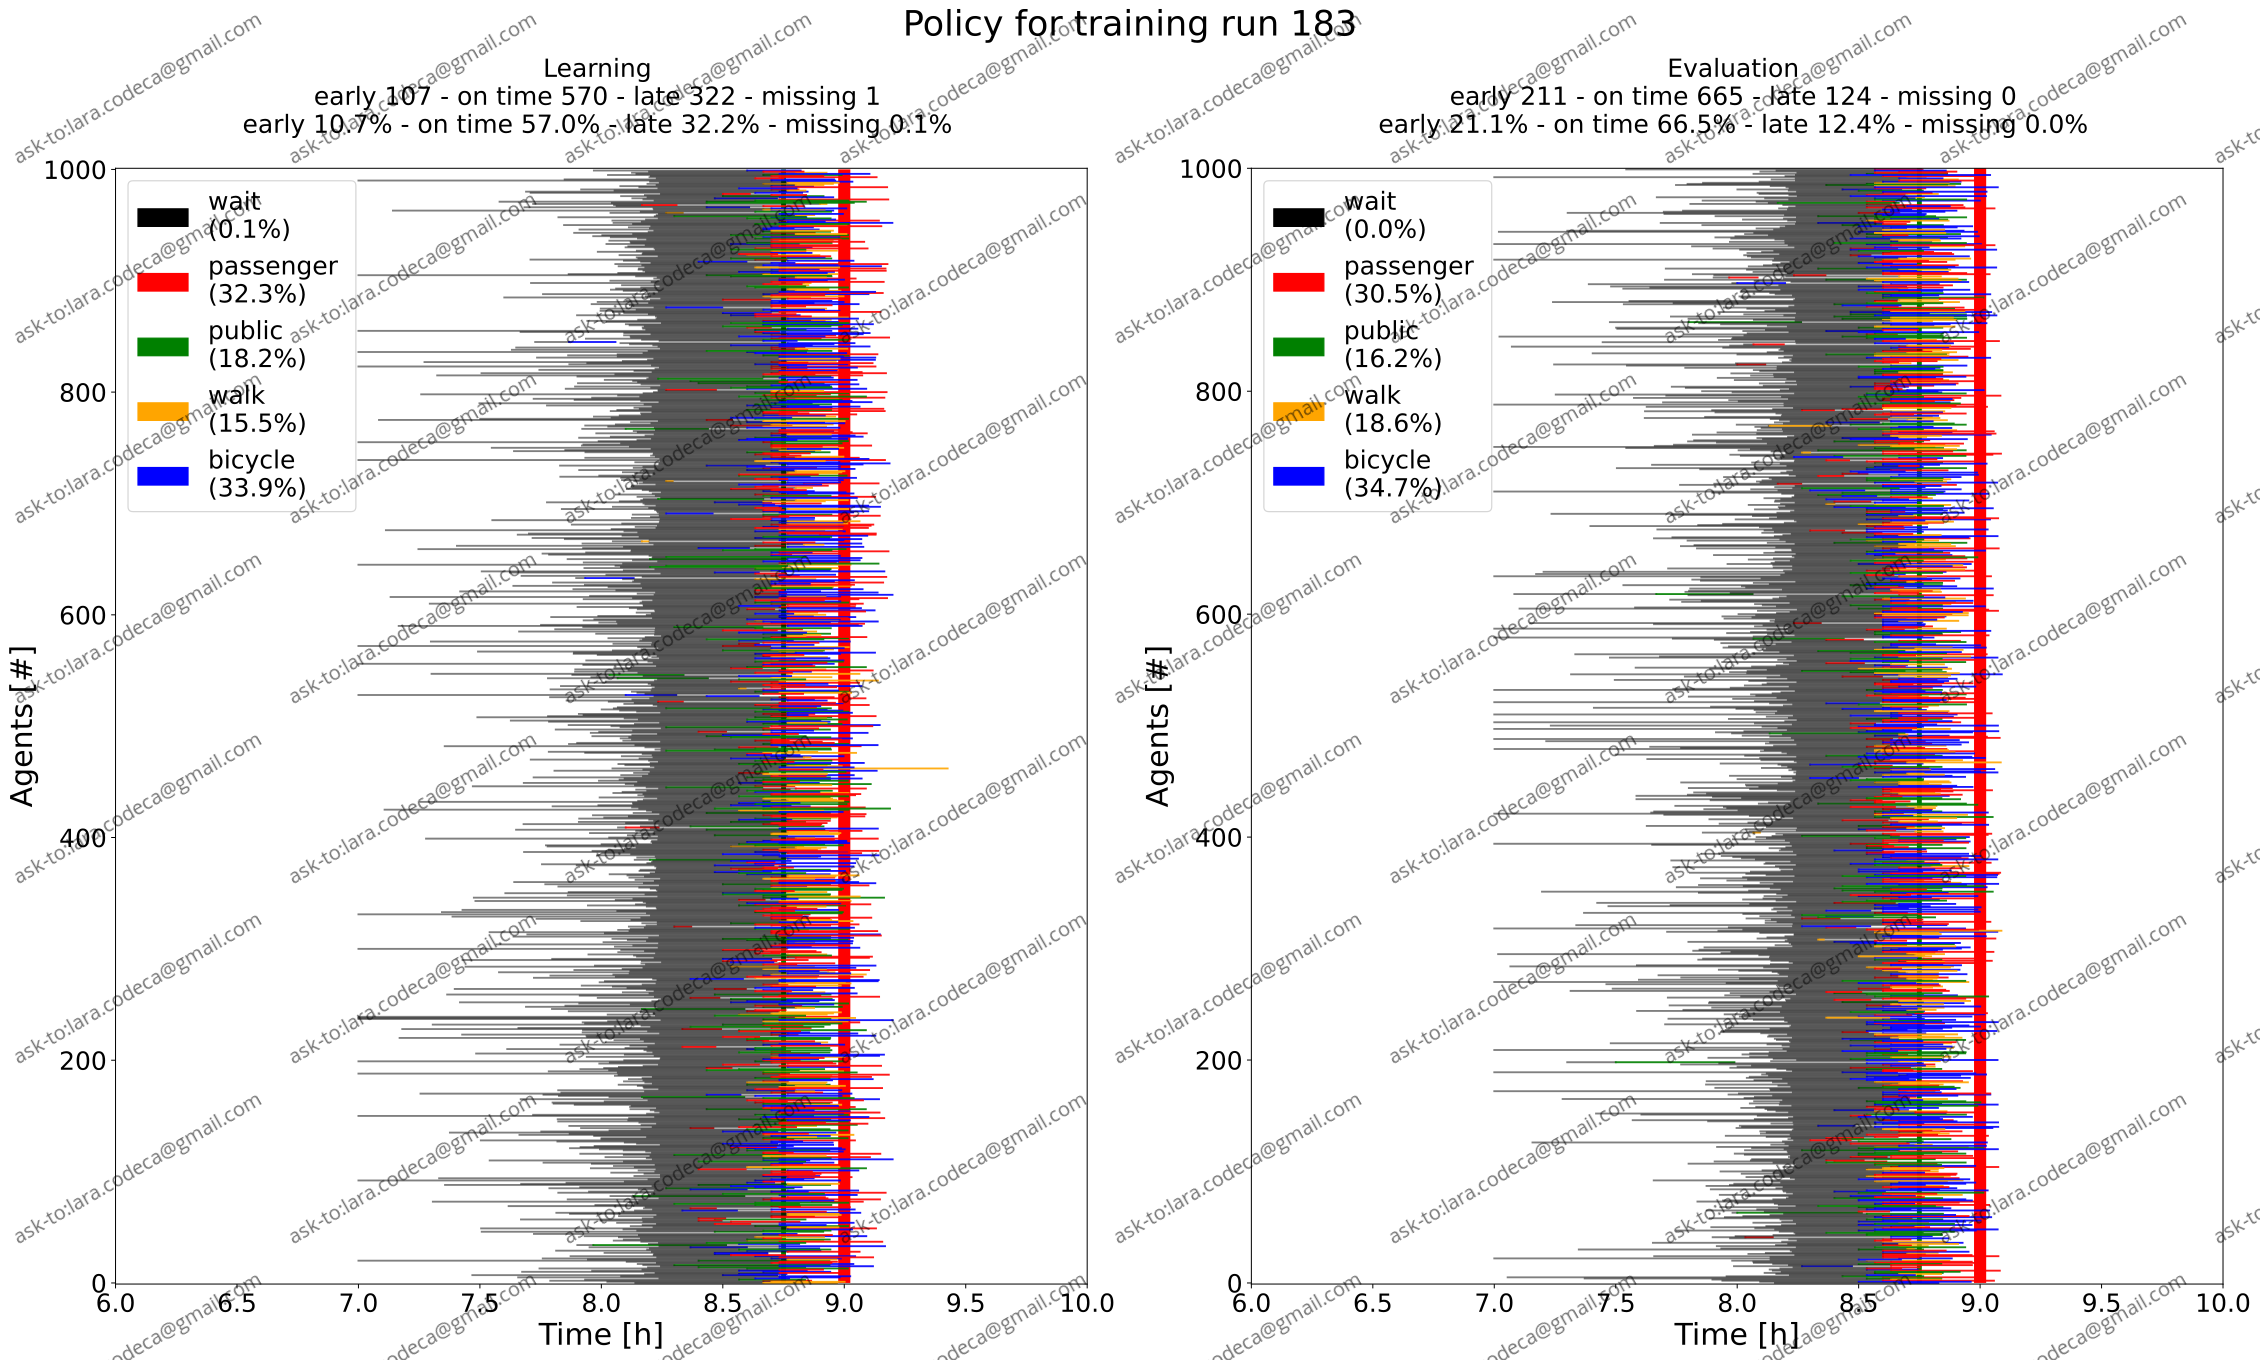 Policy for training run 183
Learning
early 107 - on time 570 - late 322 - missing 1
early 10.7% - on time 57.0% - late 32.2% - missing 0.1%
1000
800
600
400
200
0
Agents [#]
wait
(0.1%)
passenger
(32.3%)
public
(18.2%)
walk
(15.5%)
bicycle
(33.9%)
6.0 6.5 7.0 7.5 8.0 8.5 9.0 9.5 10.0
Time [h]
Evaluation
early 211 - on time 665 - late 124 - missing 0
early 21.1% - on time 66.5% - late 12.4% - missing 0.0%
1000
800
600
400
200
0
Agents [#]
wait
(0.0%)
passenger
(30.5%)
public
(16.2%)
walk
(18.6%)
bicycle
(34.7%)
6.0 6.5 7.0 7.5 8.0 8.5 9.0 9.5 10.0
Time [h]
ask-to:lara.codeca@gmail.com